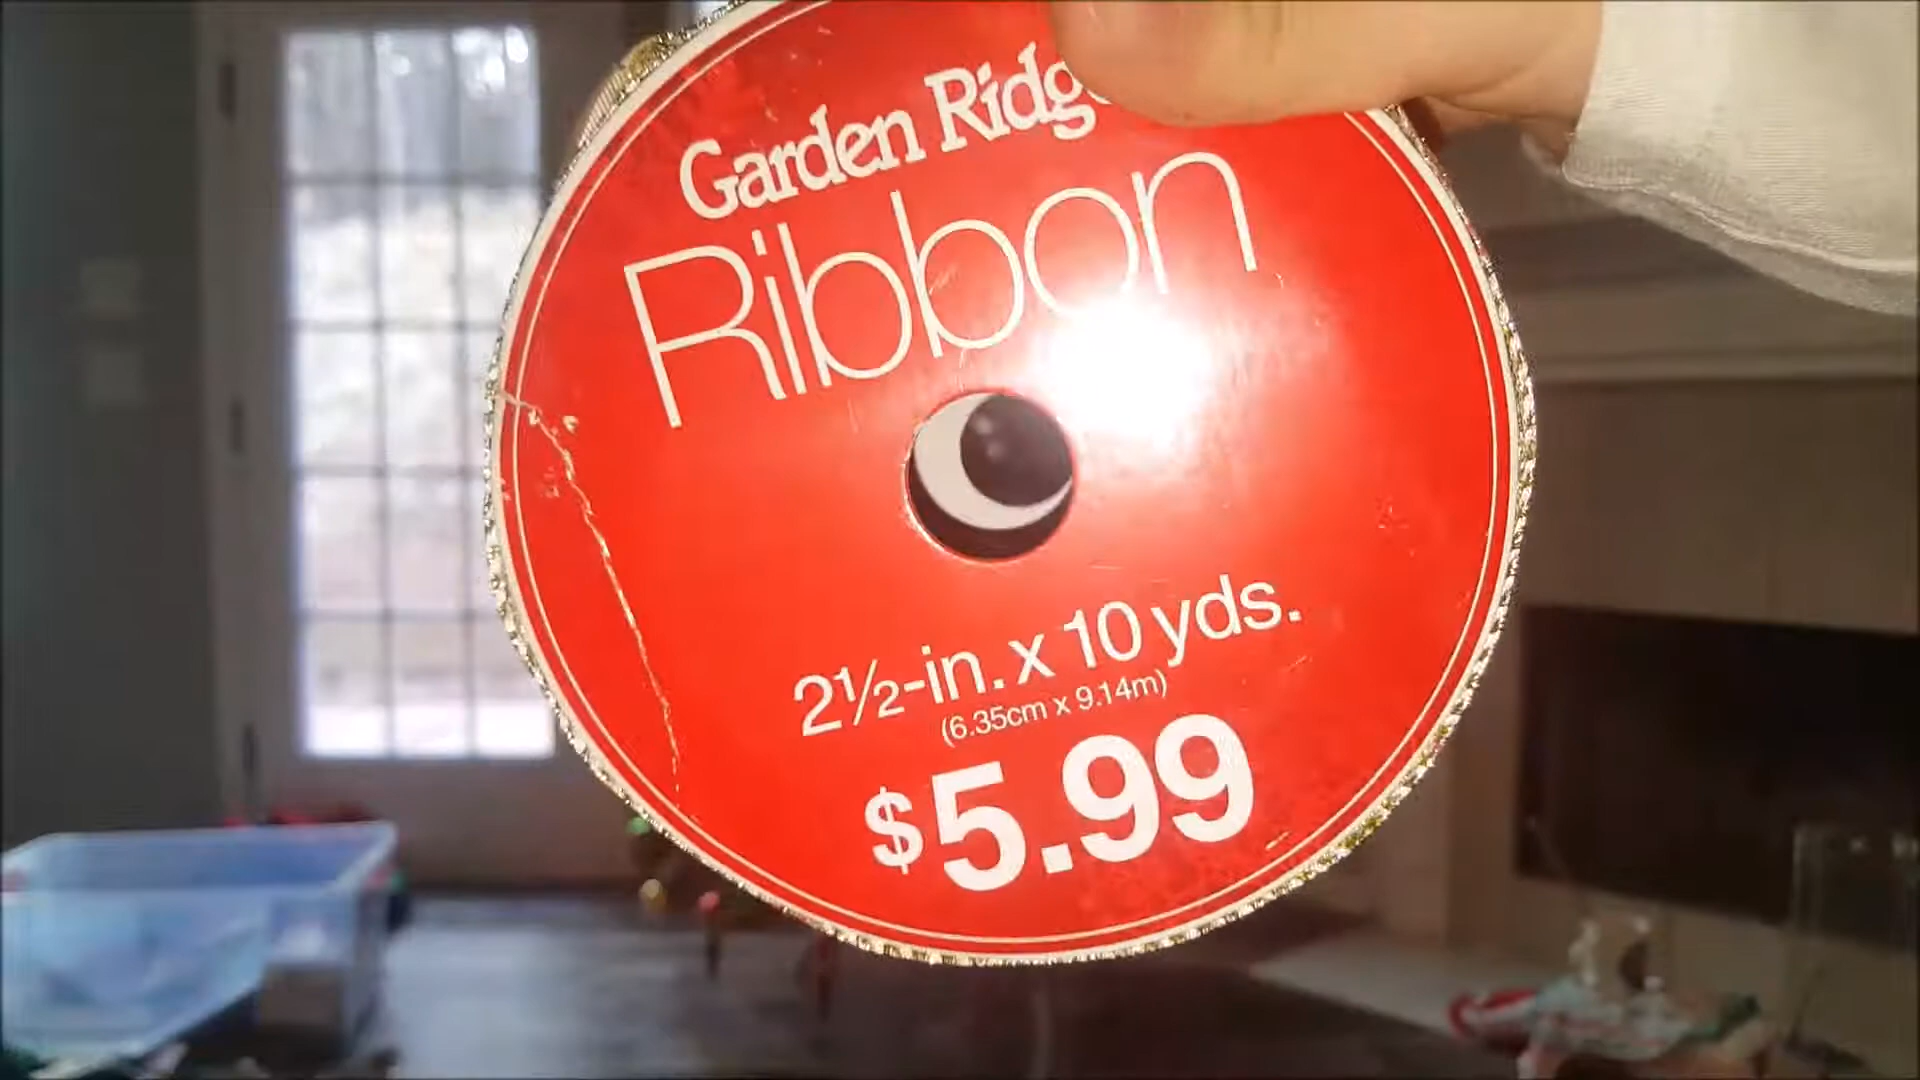 Garden Ridge
Ribbon
2½-in. x 10 yds.
(6.35cm x 9.14m)
$5.99